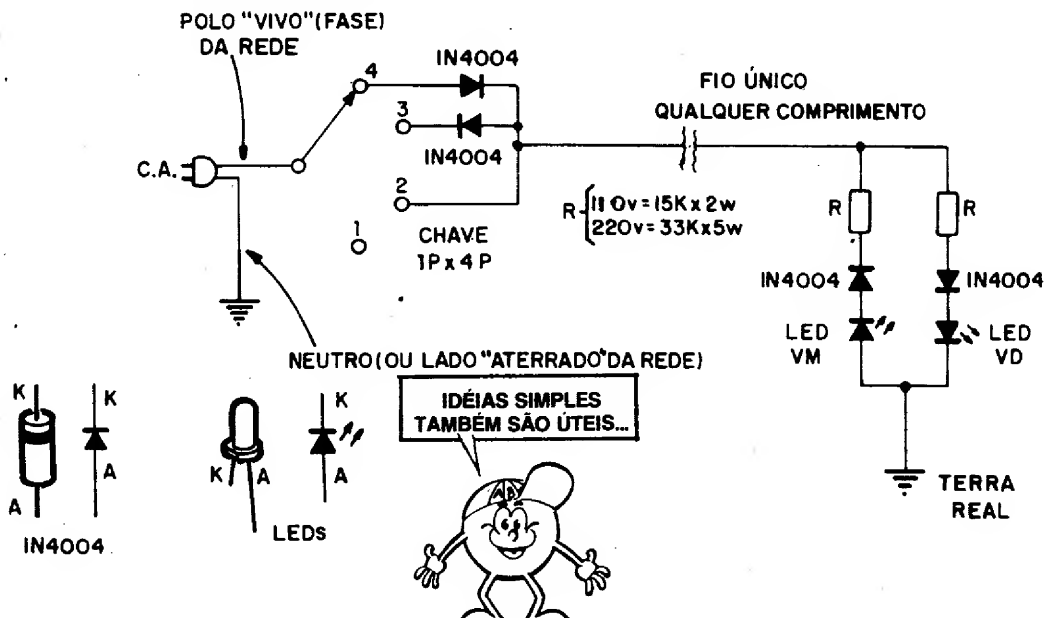 POLO "VIVO"(FASE)
DA REDE
C.A.
4
IN4004
3
IN4004
2
1
CHAVE
1P x 4P
FIO ÚNICO
QUALQUER COMPRIMENTO
R
110v=15K x 2w
220v=33K x 5w
R
R
IN4004
IN4004
LED
VM
LED
VD
NEUTRO(OU LADO "ATERRADO"DA REDE)
TERRA
REAL
K
A
K
A
IN4004
K
A
K
A
LEDs
IDÉIAS SIMPLES
TAMBÉM SÃO ÚTEIS...